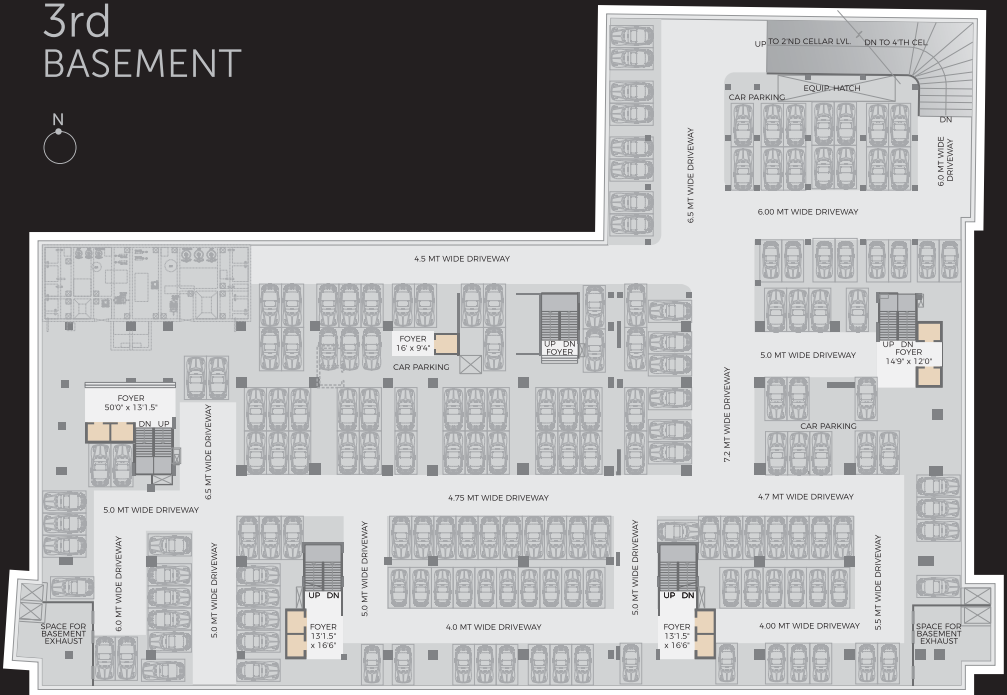 3rd
BASEMENT
N
UP
TO 2'ND CELLAR LVL.
DN TO 4'TH CEL
EQUIP. HATCH
CAR PARKING
DN
6.5 MT WIDE DRIVEWAY
6.0 MT WIDE
DRIVEWAY
6.00 MT WIDE DRIVEWAY
4.5 MT WIDE DRIVEWAY
FOYER
16' x 9'4"
UP DN
FOYER
CAR PARKING
UP DN
FOYER
14'9" x 12'0"
5.0 MT WIDE DRIVEWAY
7.2 MT WIDE DRIVEWAY
FOYER
50'0" x 13'1.5"
DN UP
6.5 MT WIDE DRIVEWAY
CAR PARKING
5.0 MT WIDE DRIVEWAY
4.75 MT WIDE DRIVEWAY
4.7 MT WIDE DRIVEWAY
6.0 MT WIDE DRIVEWAY
5.0 MT WIDE DRIVEWAY
5.0 MT WIDE DRIVEWAY
5.0 MT WIDE DRIVEWAY
5.5 MT WIDE DRIVEWAY
UP DN
UP DN
SPACE FOR
BASEMENT
EXHAUST
FOYER
13'1.5"
x 16'6"
4.0 MT WIDE DRIVEWAY
FOYER
13'1.5"
x 16'6"
4.00 MT WIDE DRIVEWAY
SPACE FOR
BASEMENT
EXHAUST